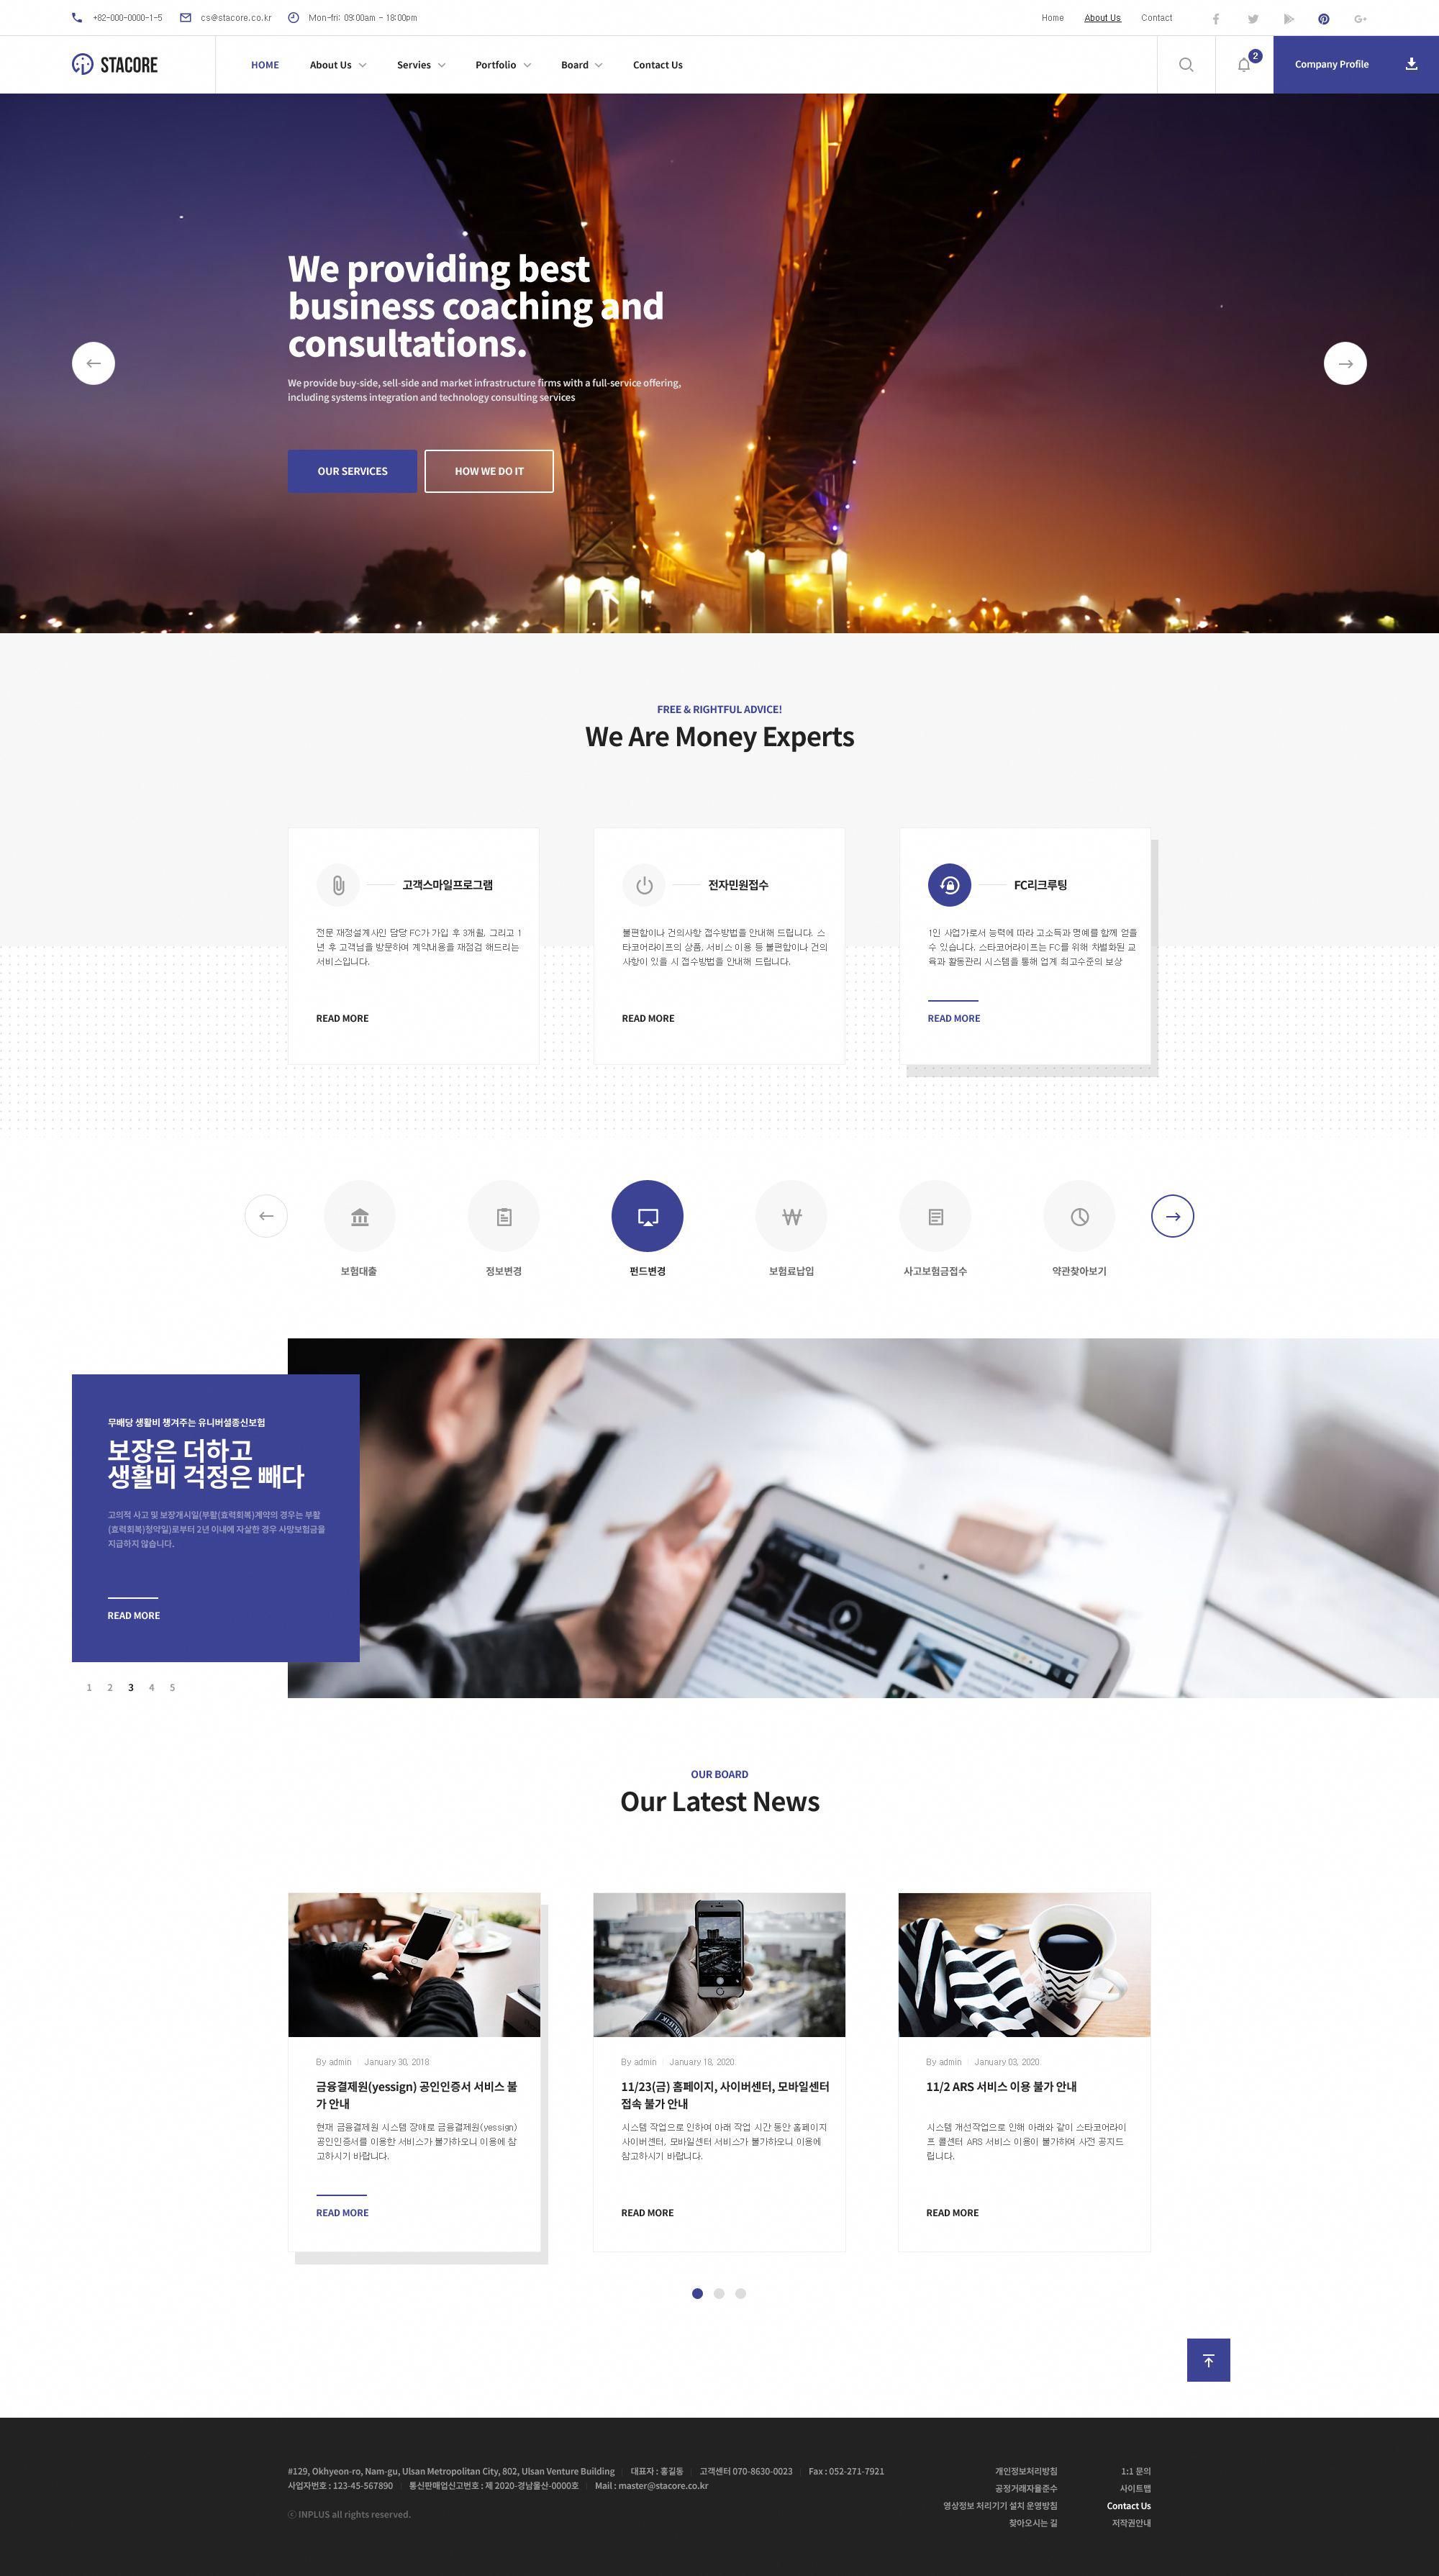 +82-000-0000-1-5
cs@stacore.co.kr
Mon-fri: 09:00am - 18:00pm
Home
About Us
Contact
STACORE
HOME
About Us
Servies
Portfolio
Board
Contact Us
2
Company Profile
We providing best
business coaching and
consultations.
We provide buy-side, sell-side and market infrastructure firms with a full-service offering,
including systems integration and technology consulting services
OUR SERVICES
HOW WE DO IT
FREE & RIGHTFUL ADVICE!
We Are Money Experts
고객스마일프로그램
전문 재정설계사인 담당 FC가 가입 후 3개월, 그리고 1
년 후 고객님을 방문하여 계약내용을 재점검 해드리는
서비스입니다.
READ MORE
전자민원접수
불편함이나 건의사항 접수방법을 안내해 드립니다. 스
타코어라이프의 상품, 서비스 이용 등 불편함이나 건의
사항이 있을 시 접수방법을 안내해 드립니다.
READ MORE
FC리크루팅
1인 사업가로서 능력에 따라 고소득과 명예를 함께 얻을
수 있습니다. 스타코어라이프는 FC를 위해 차별화된 교
육과 활동관리 시스템을 통해 업계 최고수준의 보상
READ MORE
보험대출
정보변경
펀드변경
보험료납입
사고보험금접수
약관찾아보기
무배당 생활비 챙겨주는 유니버설종신보험
보장은 더하고
생활비 걱정은 빼다
고의적 사고 및 보장개시일(부활(효력회복)계약의 경우는 부활
(효력회복)청약일)로부터 2년 이내에 자살한 경우 사망보험금을
지급하지 않습니다.
READ MORE
1 2 3 4 5
OUR BOARD
Our Latest News
By admin | January 30, 2018
금융결제원(yessign) 공인인증서 서비스 불
가 안내
현재 금융결제원 시스템 장애로 금융결제원(yessign)
공인인증서를 이용한 서비스가 불가하오니 이용에 참
고하시기 바랍니다.
READ MORE
By admin | January 18, 2020
11/23(금) 홈페이지, 사이버센터, 모바일센터
접속 불가 안내
시스템 작업으로 인하여 아래 작업 시간 동안 홈페이지
사이버센터, 모바일센터 서비스가 불가하오니 이용에
참고하시기 바랍니다.
READ MORE
By admin | January 03, 2020
11/2 ARS 서비스 이용 불가 안내
시스템 개선작업으로 인해 아래와 같이 스타코어라이
프 콜센터 ARS 서비스 이용이 불가하여 사전 공지드
립니다.
READ MORE
#129, Okhyeon-ro, Nam-gu, Ulsan Metropolitan City, 802, Ulsan Venture Building | 대표자 : 홍길동 | 고객센터 070-8630-0023 | Fax : 052-271-7921
사업자번호 : 123-45-567890 | 통신판매업신고번호 : 제 2020-경남울산-0000호 | Mail : master@stacore.co.kr
ⓒ INPLUS all rights reserved.
개인정보처리방침
공정거래자율준수
영상정보 처리기기 설치 운영방침
찾아오시는 길
1:1 문의
사이트맵
Contact Us
저작권안내